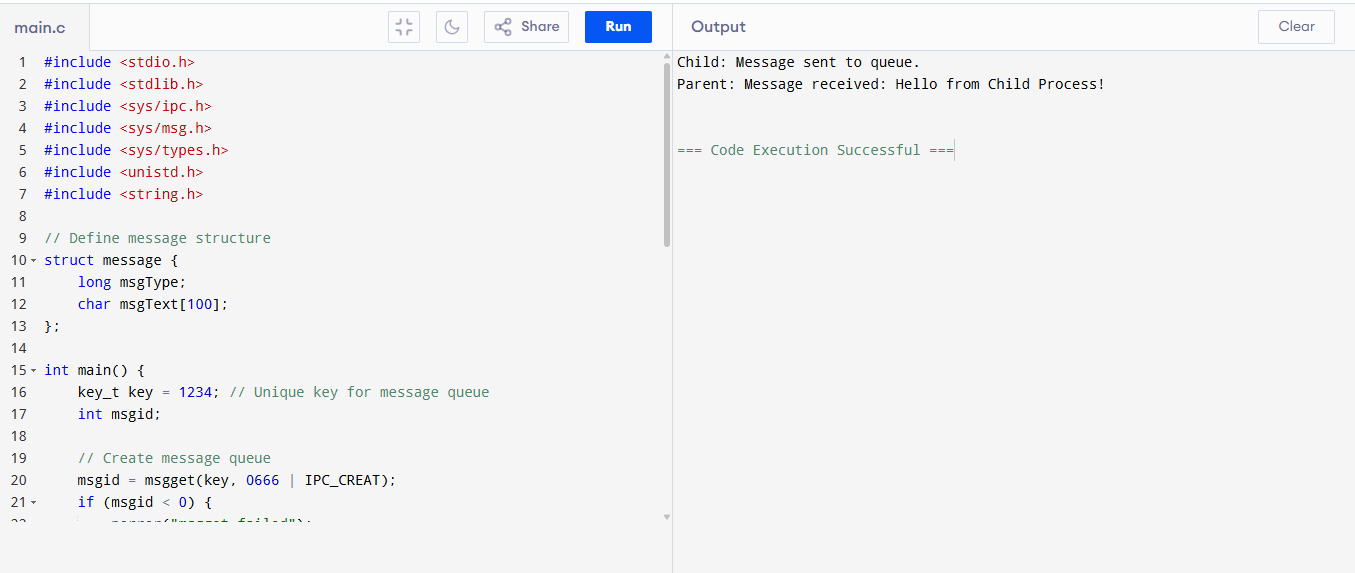 main.c
Share
Run
Output
Clear
1 #include <stdio.h>
2 #include <stdlib.h>
3 #include <sys/ipc.h>
4 #include <sys/msg.h>
5 #include <sys/types.h>
6 #include <unistd.h>
7 #include <string.h>
8
9 // Define message structure
10 struct message {
11     long msgType;
12     char msgText[100];
13 };
14
15 int main() {
16     key_t key = 1234; // Unique key for message queue
17     int msgid;
18
19     // Create message queue
20     msgid = msgget(key, 0666 | IPC_CREAT);
21     if (msgid < 0) {
Child: Message sent to queue.
Parent: Message received: Hello from Child Process!
=== Code Execution Successful ===